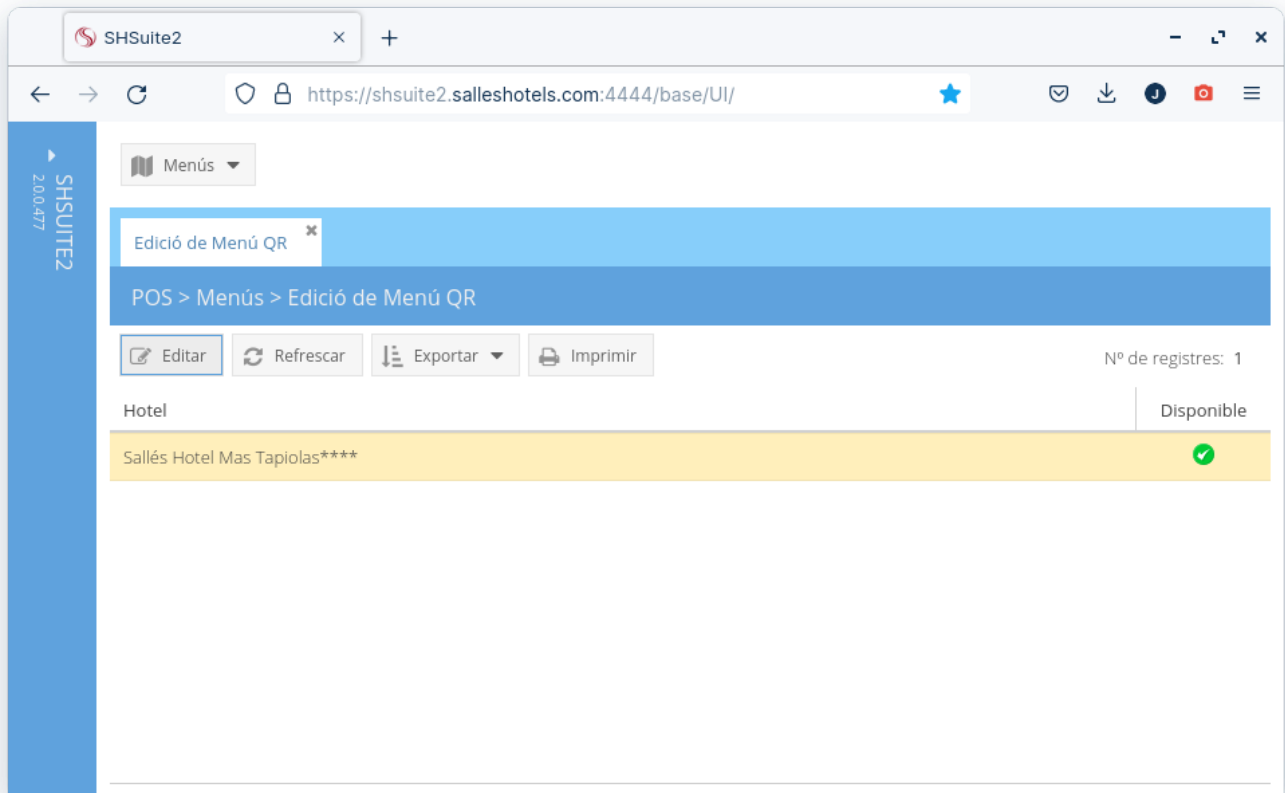 SHSuite2
https://shsuite2.salleshotels.com:4444/base/UI/
J
SHSUITE2
2.0.0.477
Menús
Edició de Menú QR
POS > Menús > Edició de Menú QR
Editar
Refrescar
Exportar
Imprimir
Nº de registres: 1
Hotel
Disponible
Sallés Hotel Mas Tapiolas****